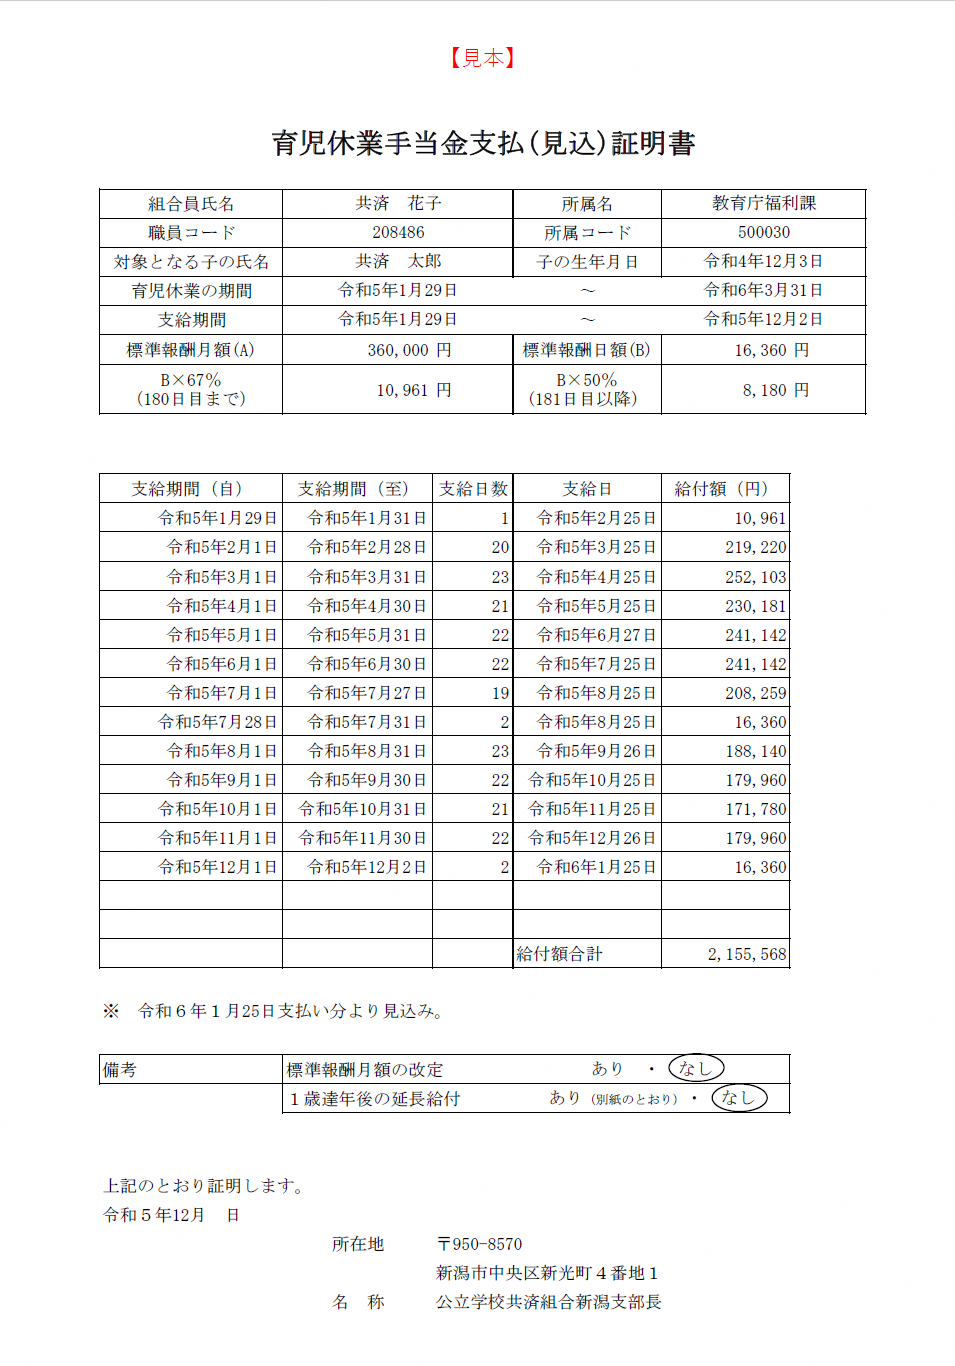 【見本】
育児休業手当金支払(見込)証明書
組合員氏名 共済　花子 所属名 教育庁福利課
職員コード 208486 所属コード 500030
対象となる子の氏名 共済　太郎 子の生年月日 令和4年12月3日
育児休業の期間 令和5年1月29日 ～ 令和6年3月31日
支給期間 令和5年1月29日 ～ 令和5年12月2日
標準報酬月額(A) 360,000 円 標準報酬日額(B) 16,360 円
B×67％ 10,961 円 B×50％ 8,180 円
（180日目まで） （181日目以降）
支給期間（自） 支給期間（至） 支給日数 支給日 給付額（円）
令和5年1月29日 令和5年1月31日 1 令和5年2月25日 10,961
令和5年2月1日 令和5年2月28日 20 令和5年3月25日 219,220
令和5年3月1日 令和5年3月31日 23 令和5年4月25日 252,103
令和5年4月1日 令和5年4月30日 21 令和5年5月25日 230,181
令和5年5月1日 令和5年5月31日 22 令和5年6月27日 241,142
令和5年6月1日 令和5年6月30日 22 令和5年7月25日 241,142
令和5年7月1日 令和5年7月27日 19 令和5年8月25日 208,259
令和5年7月28日 令和5年7月31日 2 令和5年8月25日 16,360
令和5年8月1日 令和5年8月31日 23 令和5年9月26日 188,140
令和5年9月1日 令和5年9月30日 22 令和5年10月25日 179,960
令和5年10月1日 令和5年10月31日 21 令和5年11月25日 171,780
令和5年11月1日 令和5年11月30日 22 令和5年12月26日 179,960
令和5年12月1日 令和5年12月2日 2 令和6年1月25日 16,360
給付額合計 2,155,568
※　令和６年１月25日支払い分より見込み。
備考 標準報酬月額の改定 あり ・ なし
１歳達年後の延長給付 あり（別紙のとおり）・ なし
上記のとおり証明します。
令和５年12月　日
所在地 〒950-8570
新潟市中央区新光町４番地１
名　称 公立学校共済組合新潟支部長